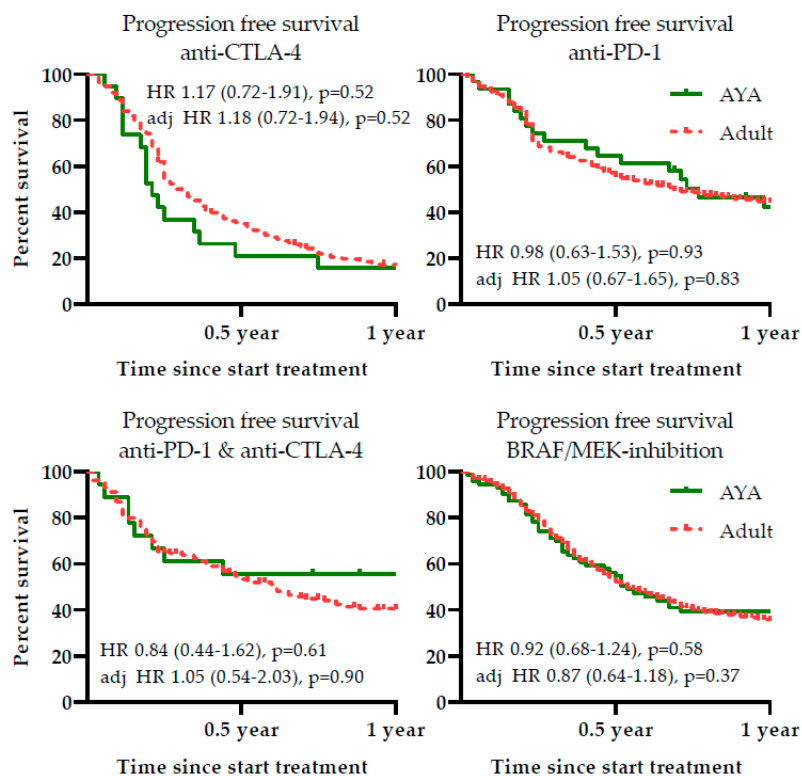 Progression free survival
anti-CTLA-4
Percent survival
100
80
60
40
20
0
HR 1.17 (0.72-1.91), p=0.52
adj HR 1.18 (0.72-1.94), p=0.52
0.5 year
1 year
Time since start treatment
Progression free survival
anti-PD-1
100
80
60
40
20
0
AYA
Adult
HR 0.98 (0.63-1.53), p=0.93
adj HR 1.05 (0.67-1.65), p=0.83
0.5 year
1 year
Time since start treatment
Progression free survival
anti-PD-1 & anti-CTLA-4
Percent survival
100
80
60
40
20
0
HR 0.84 (0.44-1.62), p=0.61
adj HR 1.05 (0.54-2.03), p=0.90
0.5 year
1 year
Time since start treatment
Progression free survival
BRAF/MEK-inhibition
100
80
60
40
20
0
AYA
Adult
HR 0.92 (0.68-1.24), p=0.58
adj HR 0.87 (0.64-1.18), p=0.37
0.5 year
1 year
Time since start treatment